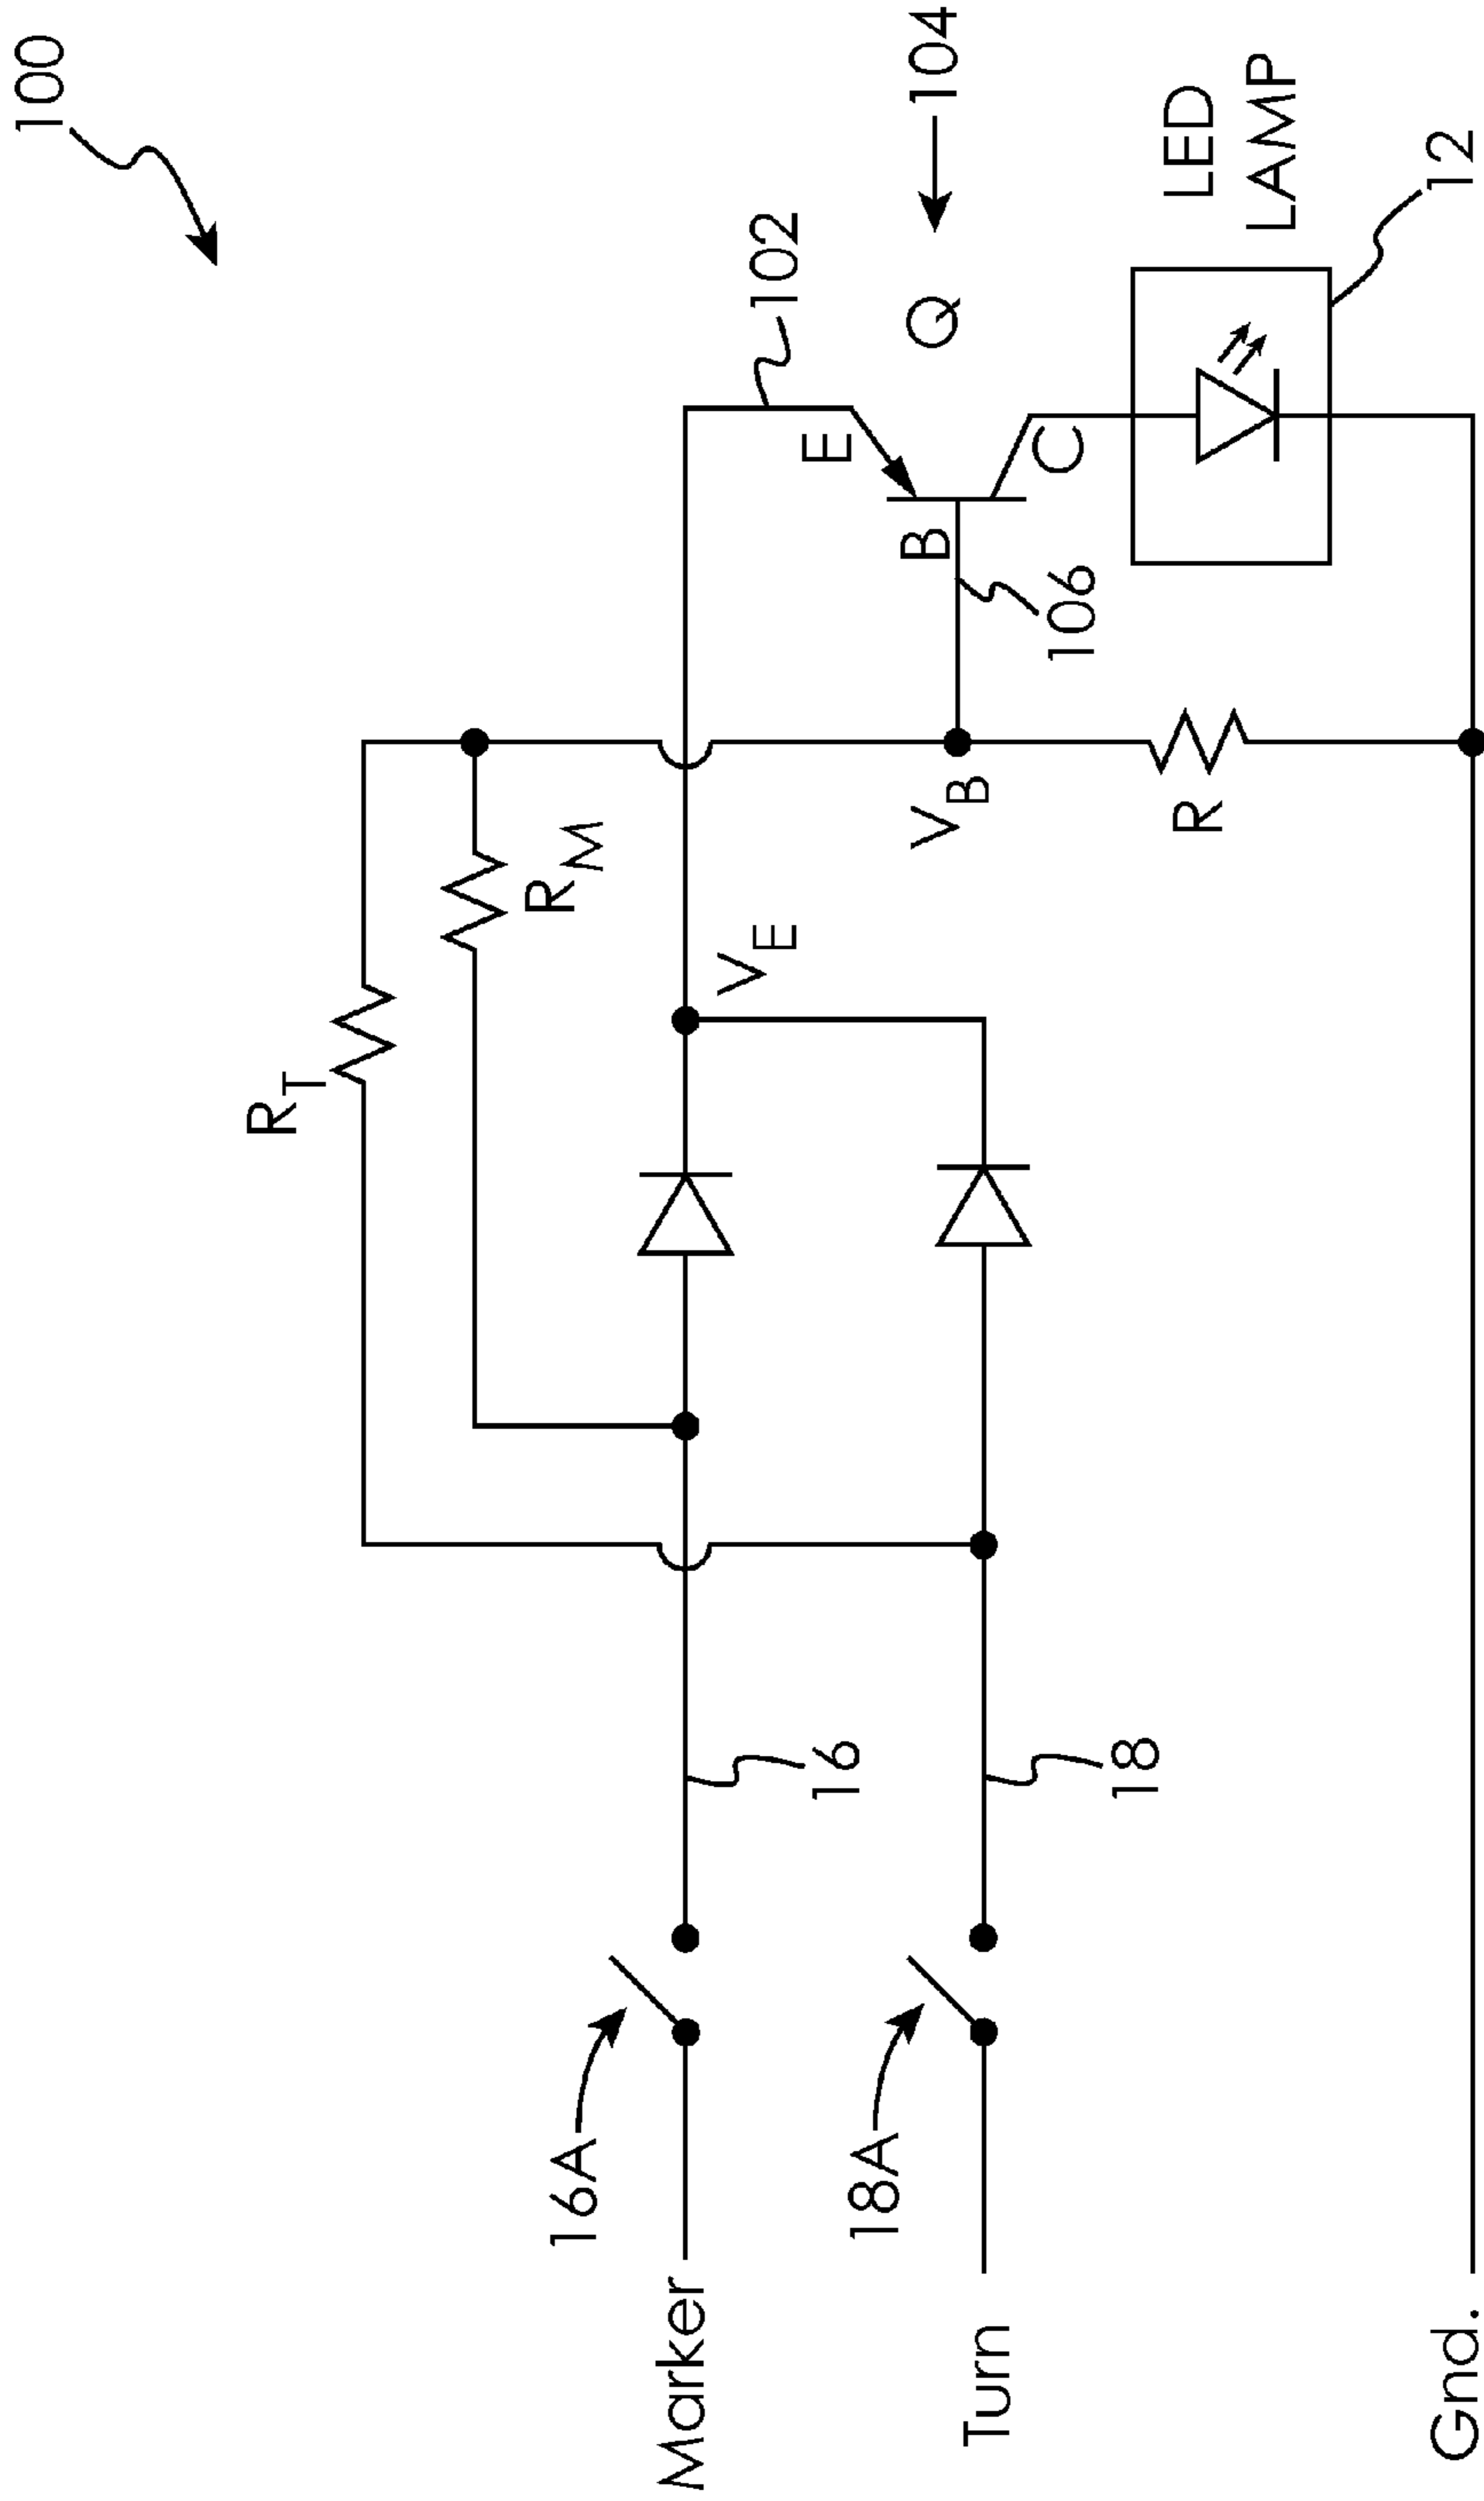 100
R_T
R_M
16A
Marker
16
V_E
102
E
Q
104
B
V_B
C
106
18A
Turn
18
R
LED
LAMP
12
Gnd.